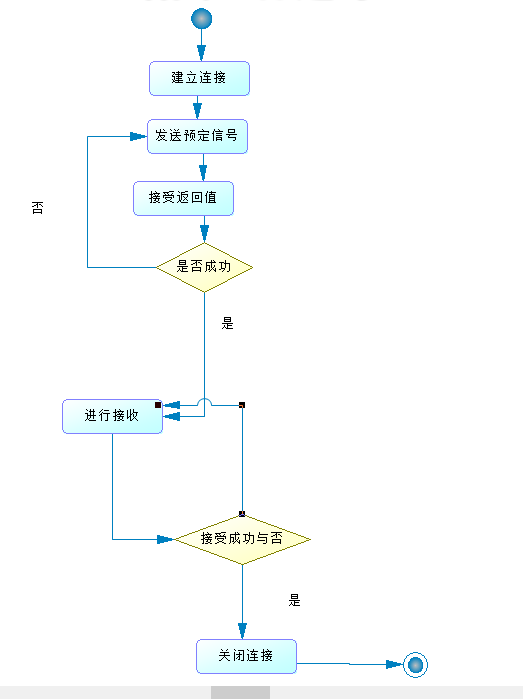 建立连接
发送预定信号
接受返回值
否
是否成功
是
进行接收
接受成功与否
是
关闭连接